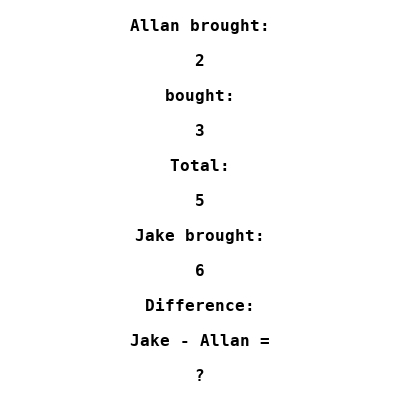 Allan brought:
2
bought:
3
Total:
5
Jake brought:
6
Difference:
Jake - Allan =
?